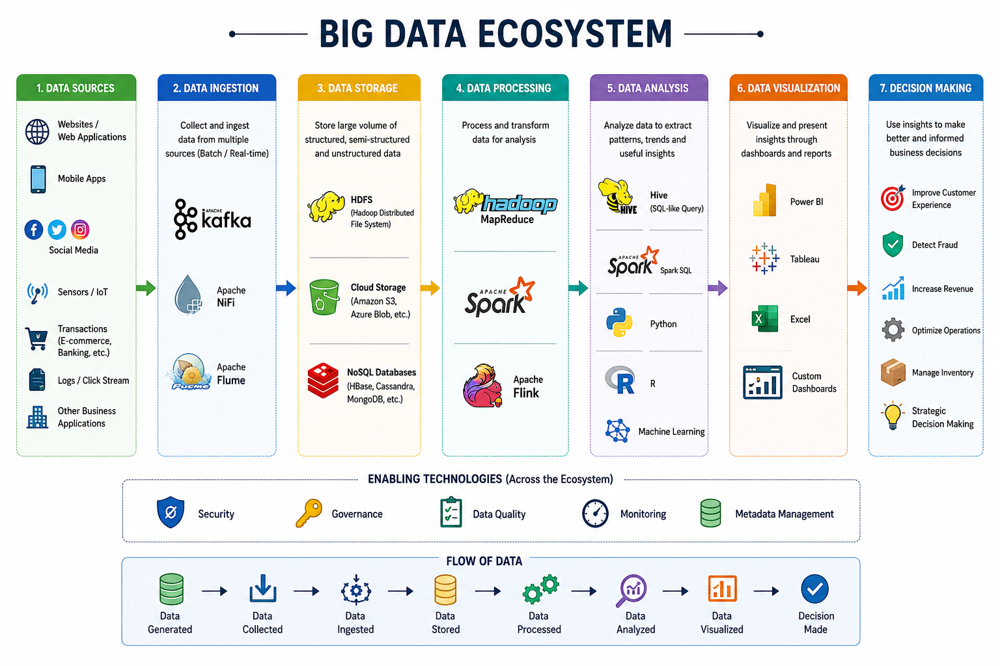 BIG DATA ECOSYSTEM
1. DATA SOURCES
Websites /
Web Applications
Mobile Apps
Social Media
Sensors / IoT
Transactions
(E-commerce,
Banking, etc.)
Logs / Click Stream
Other Business
Applications
2. DATA INGESTION
Collect and ingest
data from multiple
sources (Batch / Real-time)
APACHE
kafka
Apache
NiFi
Apache
Flume
3. DATA STORAGE
Store large volume of
structured, semi-structured
and unstructured data
HDFS
(Hadoop Distributed
File System)
Cloud Storage
(Amazon S3,
Azure Blob, etc.)
NoSQL Databases
(HBase, Cassandra,
MongoDB, etc.)
4. DATA PROCESSING
Process and transform
data for analysis
hadoop
MapReduce
APACHE
Spark
Apache
Flink
5. DATA ANALYSIS
Analyze data to extract
patterns, trends and
useful insights
HIVE
Hive
(SQL-like Query)
APACHE
Spark
Spark SQL
Python
R
R
Machine Learning
6. DATA VISUALIZATION
Visualize and present
insights through
dashboards and reports
Power BI
Tableau
X
Excel
Custom
Dashboards
7. DECISION MAKING
Use insights to make
better and informed
business decisions
Improve Customer
Experience
Detect Fraud
Increase Revenue
Optimize Operations
Manage Inventory
Strategic
Decision Making
ENABLING TECHNOLOGIES (Across the Ecosystem)
Security
Governance
Data Quality
Monitoring
Metadata Management
FLOW OF DATA
Data
Generated
Data
Collected
Data
Ingested
Data
Stored
Data
Processed
Data
Analyzed
Data
Visualized
Decision
Made